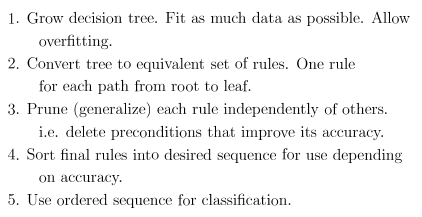 1. Grow decision tree. Fit as much data as possible. Allow
overfitting.
2. Convert tree to equivalent set of rules. One rule
for each path from root to leaf.
3. Prune (generalize) each rule independently of others.
i.e. delete preconditions that improve its accuracy.
4. Sort final rules into desired sequence for use depending
on accuracy.
5. Use ordered sequence for classification.